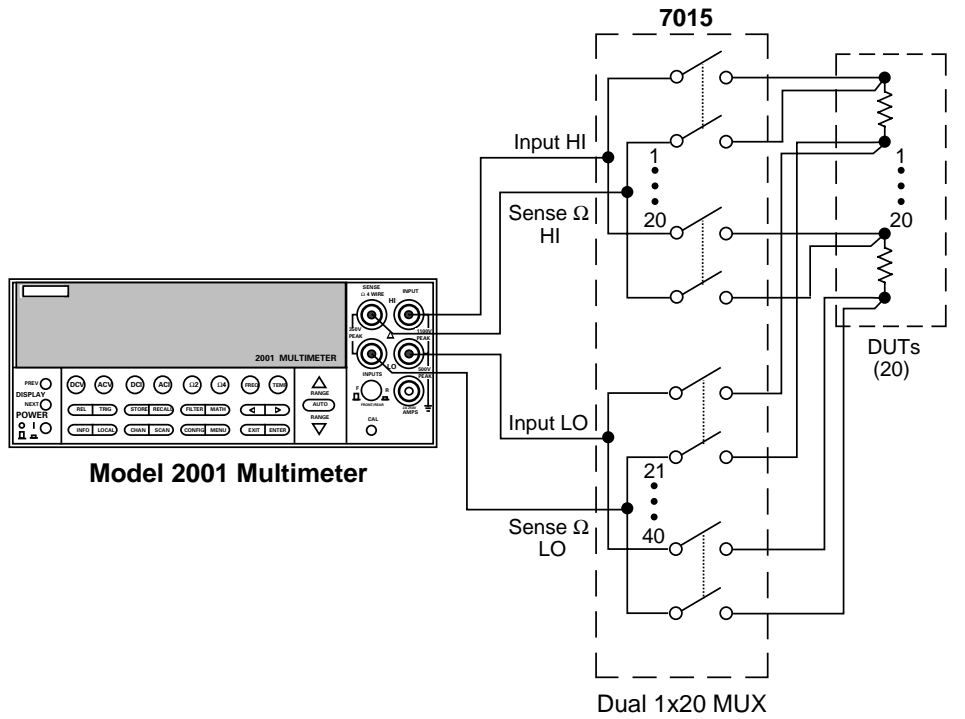 7015
Input HI
Sense Ω
HI
1
20
1
20
DUTs
(20)
Input LO
21
40
Sense Ω
LO
Dual 1x20 MUX
SENSE
Ω 4 WIRE
INPUT
HI
350V
PEAK
1100V
PEAK
LO
500V
PEAK
INPUTS
F
R
FRONT/REAR
AMPS
CAL
2001 MULTIMETER
PREV
DISPLAY
NEXT
POWER
O I
DCV ACV DCI ACI Ω2 Ω4 FREQ TEMP
REL TRIG STORE RECALL FILTER MATH
INFO LOCAL CHAN SCAN CONFIG MENU EXIT ENTER
RANGE
AUTO
RANGE
Model 2001 Multimeter